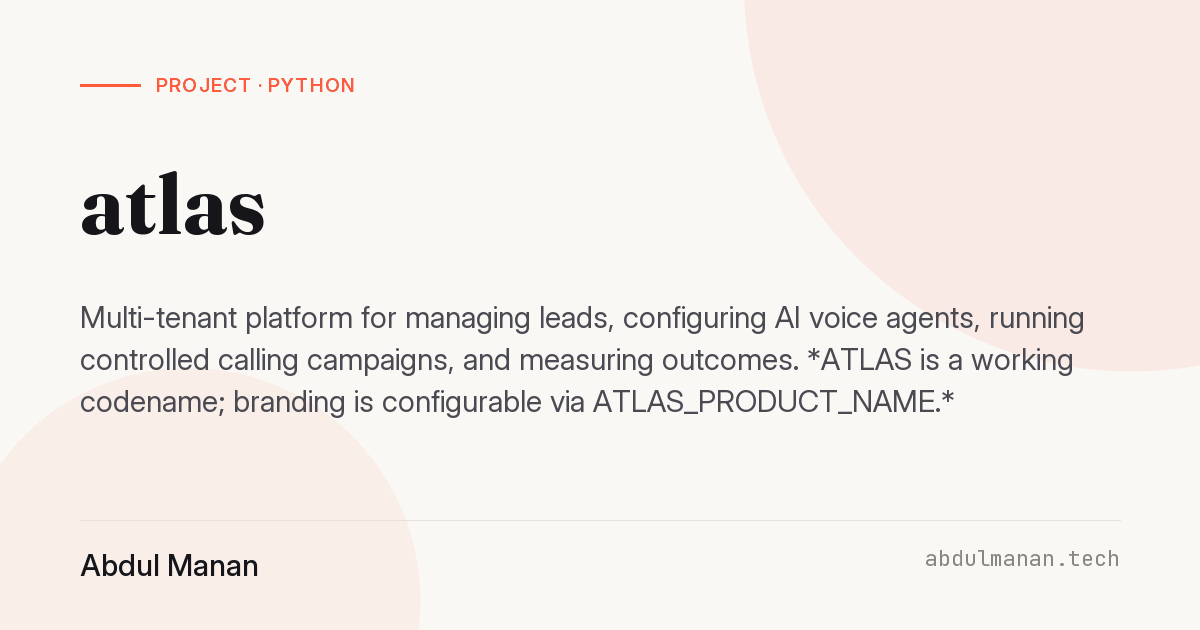 PROJECT · PYTHON
atlas
Multi-tenant platform for managing leads, configuring AI voice agents, running
controlled calling campaigns, and measuring outcomes. *ATLAS is a working
codename; branding is configurable via ATLAS_PRODUCT_NAME.*
Abdul Manan
abdulmanan.tech